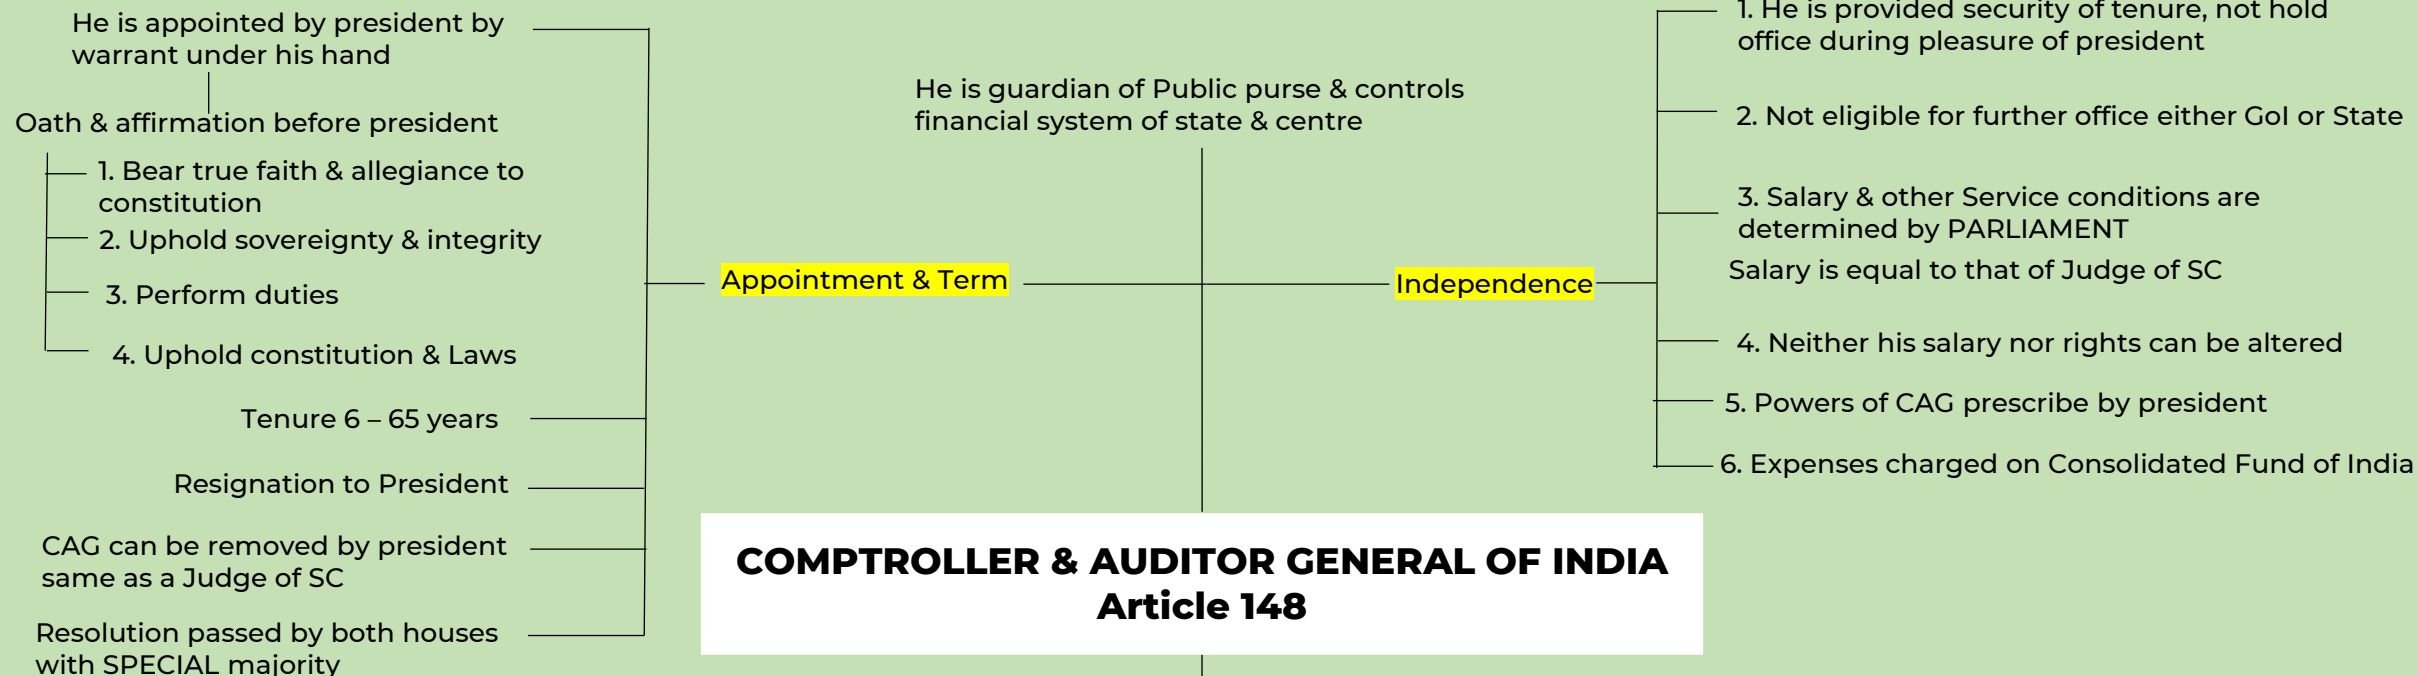 He is appointed by president by
warrant under his hand
Oath & affirmation before president
1. Bear true faith & allegiance to
constitution
2. Uphold sovereignty & integrity
3. Perform duties
4. Uphold constitution & Laws
Tenure 6 – 65 years
Resignation to President
CAG can be removed by president
same as a Judge of SC
Resolution passed by both houses
with SPECIAL majority
Appointment & Term
He is guardian of Public purse & controls
financial system of state & centre
Independence
1. He is provided security of tenure, not hold
office during pleasure of president
2. Not eligible for further office either GoI or State
3. Salary & other Service conditions are
determined by PARLIAMENT
Salary is equal to that of Judge of SC
4. Neither his salary nor rights can be altered
5. Powers of CAG prescribe by president
6. Expenses charged on Consolidated Fund of India
COMPTROLLER & AUDITOR GENERAL OF INDIA
Article 148